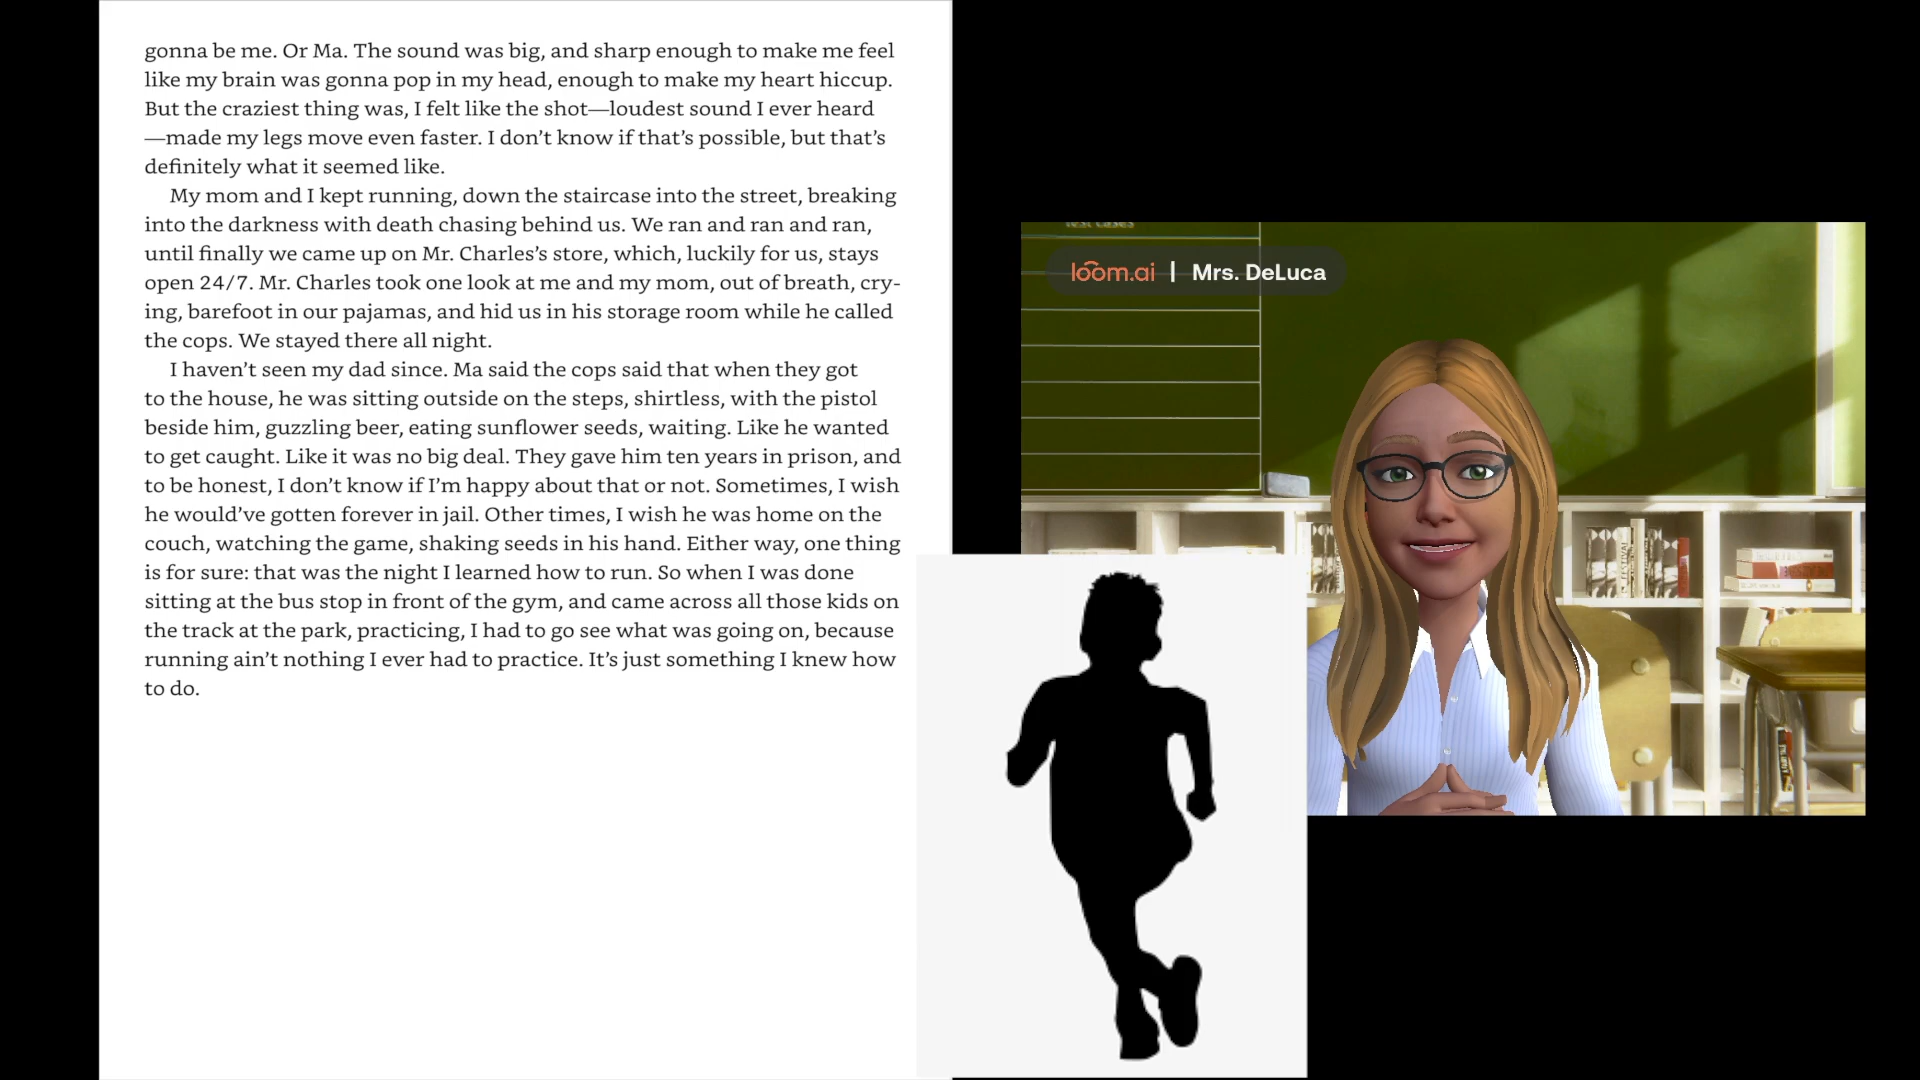 gonna be me. Or Ma. The sound was big, and sharp enough to make me feel
like my brain was gonna pop in my head, enough to make my heart hiccup.
But the craziest thing was, I felt like the shot—loudest sound I ever heard
—made my legs move even faster. I don’t know if that’s possible, but that’s
definitely what it seemed like.
My mom and I kept running, down the staircase into the street, breaking
into the darkness with death chasing behind us. We ran and ran and ran,
until finally we came up on Mr. Charles’s store, which, luckily for us, stays
open 24/7. Mr. Charles took one look at me and my mom, out of breath, cry-
ing, barefoot in our pajamas, and hid us in his storage room while he called
the cops. We stayed there all night.
I haven’t seen my dad since. Ma said the cops said that when they got
to the house, he was sitting outside on the steps, shirtless, with the pistol
beside him, guzzling beer, eating sunflower seeds, waiting. Like he wanted
to get caught. Like it was no big deal. They gave him ten years in prison, and
to be honest, I don’t know if I’m happy about that or not. Sometimes, I wish
he would’ve gotten forever in jail. Other times, I wish he was home on the
couch, watching the game, shaking seeds in his hand. Either way, one thing
is for sure: that was the night I learned how to run. So when I was done
sitting at the bus stop in front of the gym, and came across all those kids on
the track at the park, practicing, I had to go see what was going on, because
running ain’t nothing I ever had to practice. It’s just something I knew how
to do.
test cases
loom.ai | Mrs. DeLuca